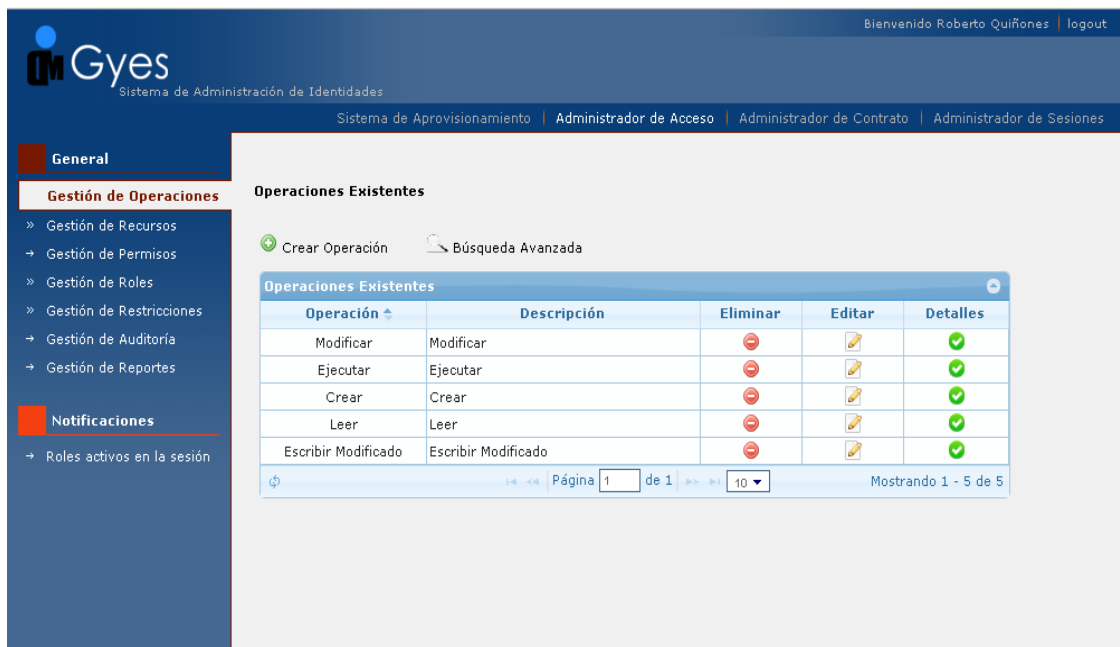 Bienvenido Roberto Quiñones | logout
Gyes
Sistema de Administración de Identidades
Sistema de Aprovisionamiento | Administrador de Acceso | Administrador de Contrato | Administrador de Sesiones
General
Gestión de Operaciones
» Gestión de Recursos
→ Gestión de Permisos
» Gestión de Roles
» Gestión de Restricciones
→ Gestión de Auditoría
→ Gestión de Reportes
Notificaciones
→ Roles activos en la sesión
Operaciones Existentes
Crear Operación Búsqueda Avanzada
Operaciones Existentes
Operación Descripción Eliminar Editar Detalles
Modificar Modificar
Ejecutar Ejecutar
Crear Crear
Leer Leer
Escribir Modificado Escribir Modificado
Página 1 de 1 10 Mostrando 1 - 5 de 5